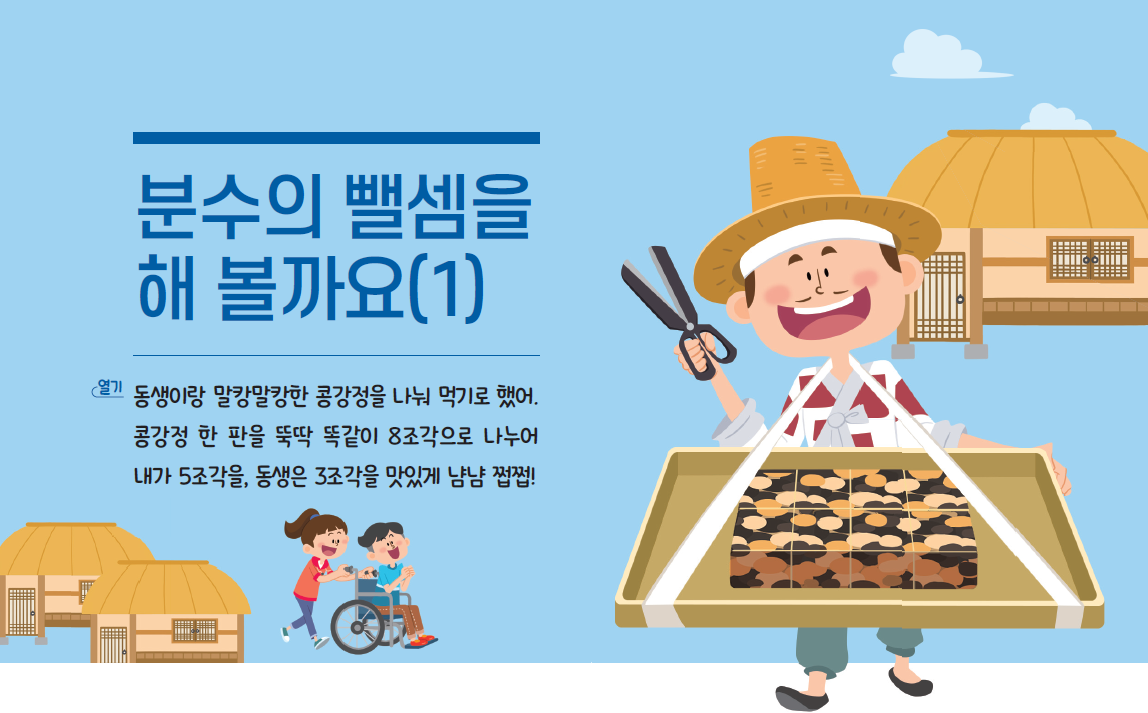 분수의 뺄셈을
해 볼까요(1)
열기
동생이랑 말캉말캉한 콩강정을 나눠 먹기로 했어.
콩강정 한 판을 뚝딱 똑같이 8조각으로 나누어
내가 5조각을, 동생은 3조각을 맛있게 냠냠 쩝쩝!